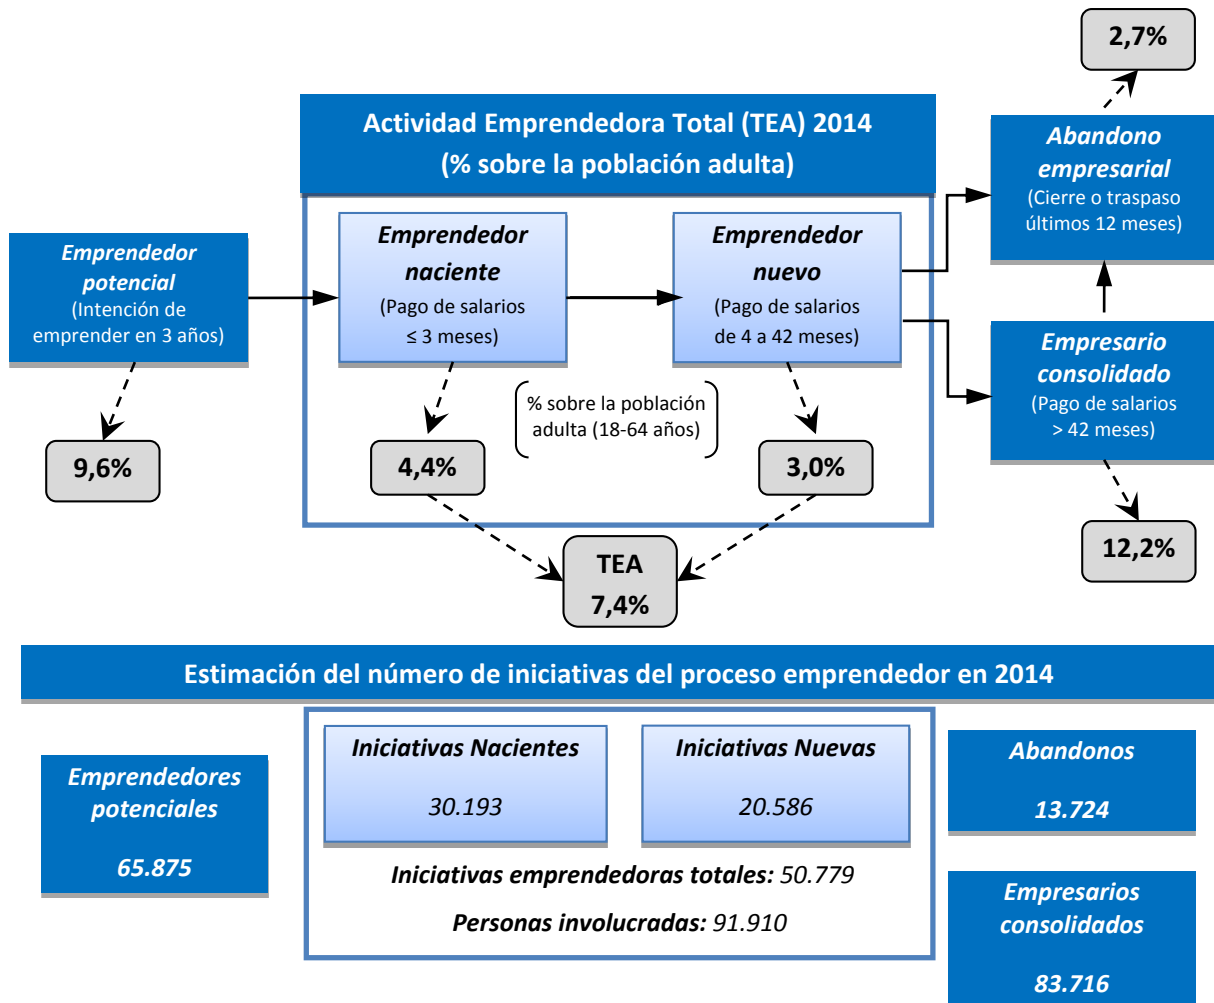 2,7%
Actividad Emprendedora Total (TEA) 2014
(% sobre la población adulta)
Abandono
empresarial
(Cierre o traspaso
últimos 12 meses)
Emprendedor
potencial
(Intención de
emprender en 3 años)
Emprendedor
naciente
(Pago de salarios
≤ 3 meses)
Emprendedor
nuevo
(Pago de salarios
de 4 a 42 meses)
Empresario
consolidado
(Pago de salarios
> 42 meses)
% sobre la población
adulta (18-64 años)
9,6%
4,4%
3,0%
12,2%
TEA
7,4%
Estimación del número de iniciativas del proceso emprendedor en 2014
Emprendedores
potenciales
65.875
Iniciativas Nacientes
30.193
Iniciativas Nuevas
20.586
Iniciativas emprendedoras totales: 50.779
Personas involucradas: 91.910
Abandonos
13.724
Empresarios
consolidados
83.716